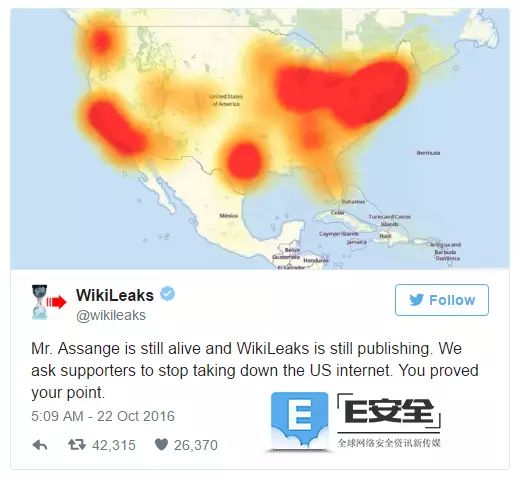 United States
of America
Bermuda
México
Bahamas
Cuba
Turks and Caicos
Islands
Cayman Islands
Haiti
Jamaica
Belize
Guatemala
Honduras
El Salvador
Antigua and
Barbuda
Dominica
WikiLeaks
@wikileaks
Follow
Mr. Assange is still alive and WikiLeaks is still publishing. We
ask supporters to stop taking down the US internet. You proved
your point.
5:09 AM - 22 Oct 2016
42,315
26,370
E
E安全
全球网络安全资讯新传媒